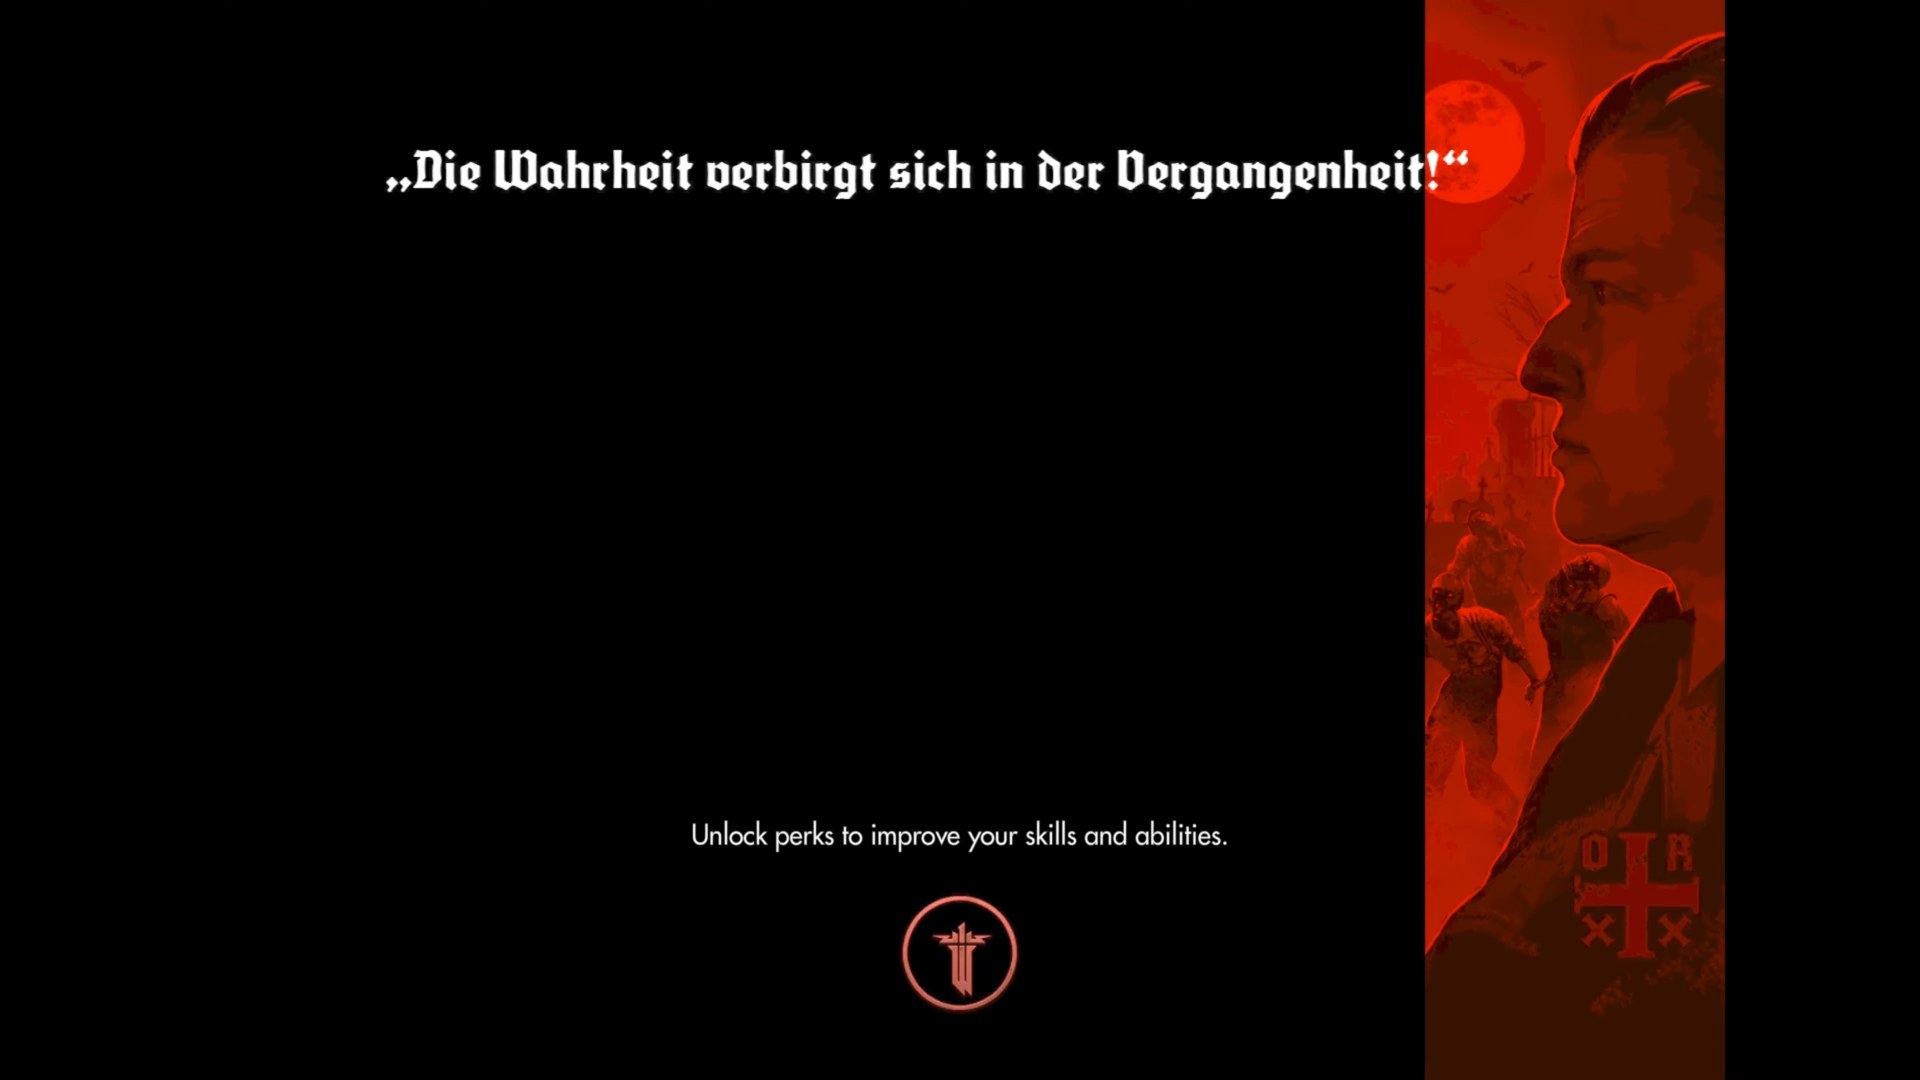 „Die Wahrheit verbirgt sich in der Vergangenheit!“
Unlock perks to improve your skills and abilities.
O R
X X